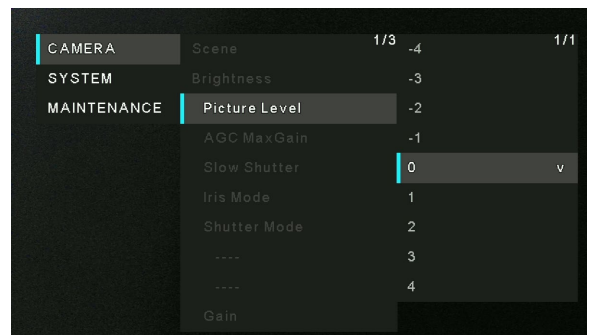 CAMERA
SYSTEM
MAINTENANCE
1/3
Scene
Brightness
Picture Level
AGC MaxGain
Slow Shutter
Iris Mode
Shutter Mode
----
----
Gain
1/1
-4
-3
-2
-1
0 v
1
2
3
4